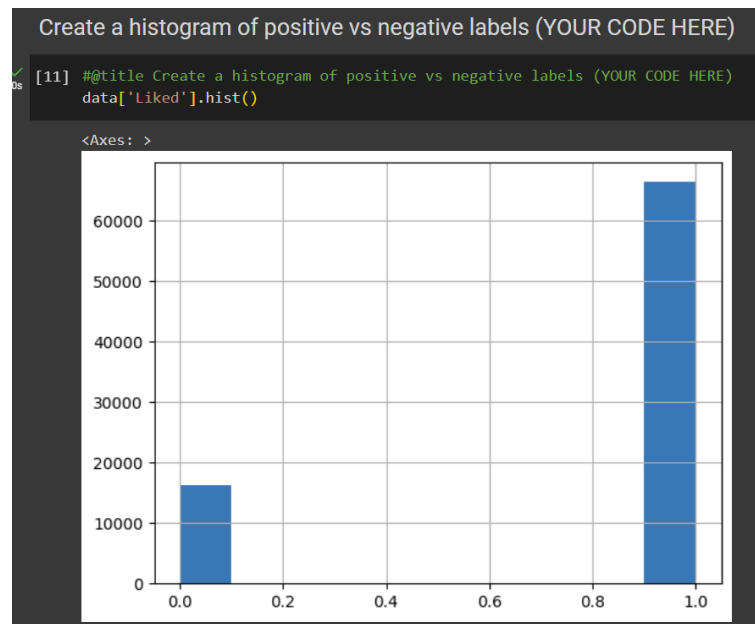 Create a histogram of positive vs negative labels (YOUR CODE HERE)
[11] #@title Create a histogram of positive vs negative labels (YOUR CODE HERE)
0s
data['Liked'].hist()
<Axes: >
60000
50000
40000
30000
20000
10000
0
0.0 0.2 0.4 0.6 0.8 1.0